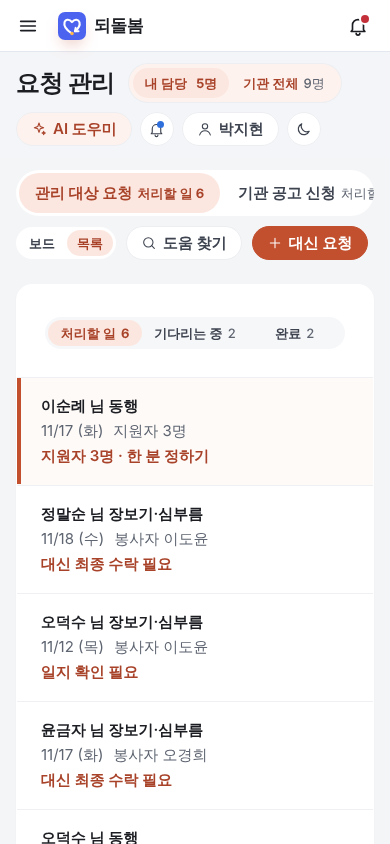 되돌봄
요청 관리
내 담당 5명
기관 전체 9명
AI 도우미
박지현
관리 대상 요청 처리할 일 6
기관 공고 신청 처리할
보드
목록
도움 찾기
대신 요청
처리할 일 6
기다리는 중 2
완료 2
이순례 님 동행
11/17 (화) 지원자 3명
지원자 3명 · 한 분 정하기
정말순 님 장보기·심부름
11/18 (수) 봉사자 이도윤
대신 최종 수락 필요
오덕수 님 장보기·심부름
11/12 (목) 봉사자 이도윤
일지 확인 필요
윤금자 님 장보기·심부름
11/17 (화) 봉사자 오경희
대신 최종 수락 필요
오덕수 님 동행